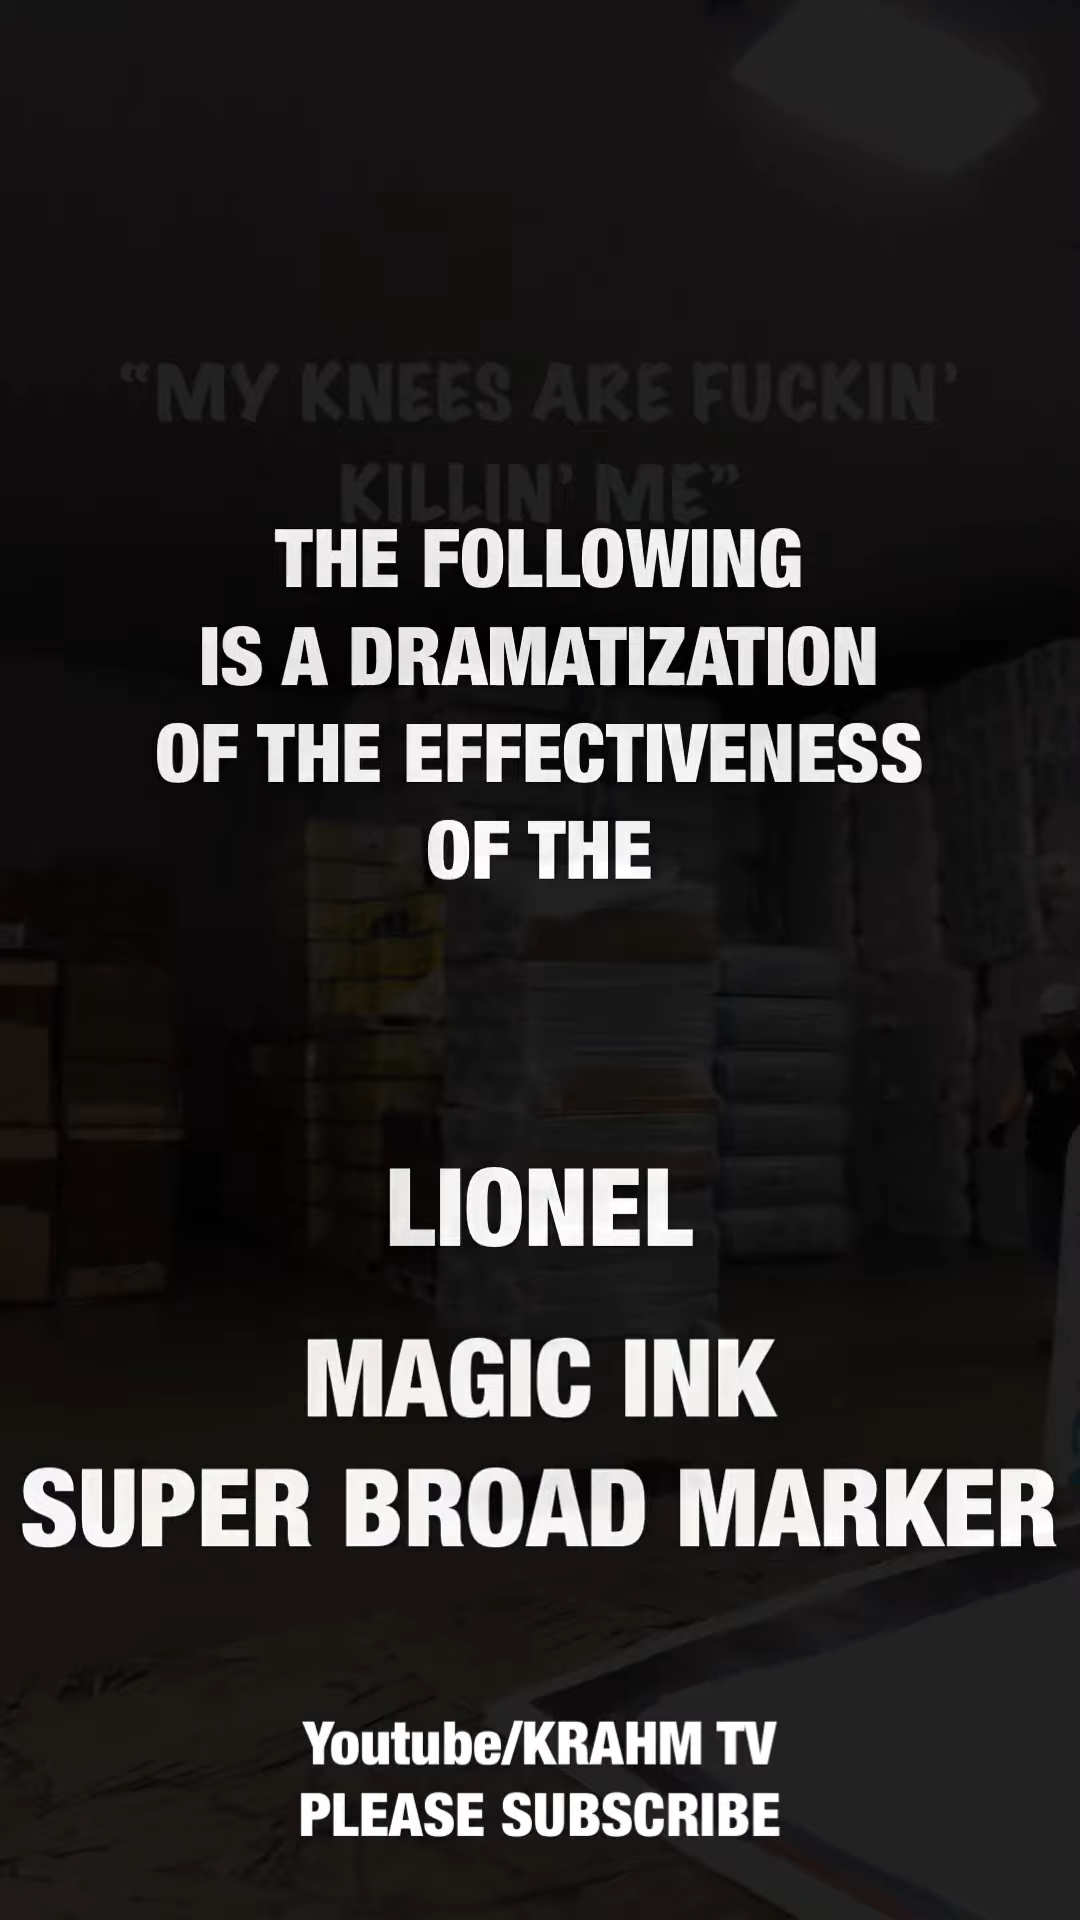 “MY KNEES ARE FUCKIN’
KILLIN’ ME”
THE FOLLOWING
IS A DRAMATIZATION
OF THE EFFECTIVENESS
OF THE
LIONEL
MAGIC INK
SUPER BROAD MARKER
Youtube/KRAHM TV
PLEASE SUBSCRIBE